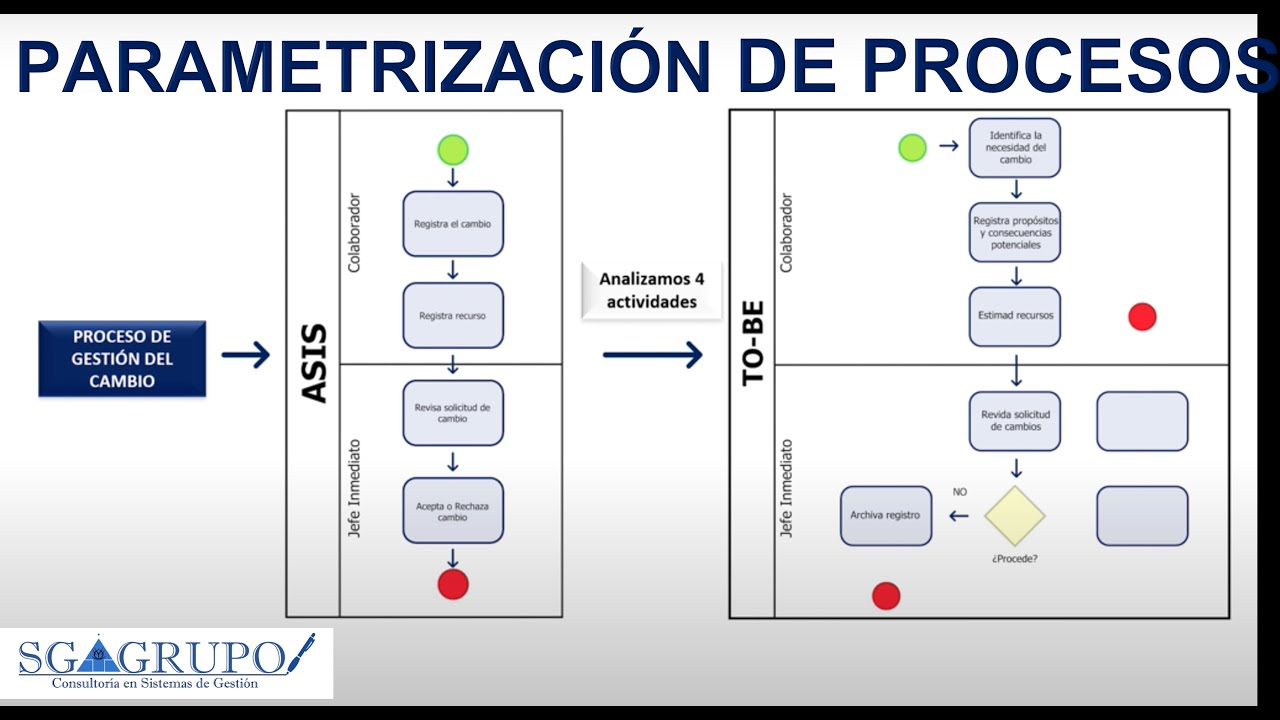 PARAMETRIZACIÓN DE PROCESOS
PROCESO DE
GESTIÓN DEL
CAMBIO
ASIS
Colaborador
Registra el cambio
Registra recurso
Jefe Inmediato
Revisa solicitud de
cambio
Acepta o Rechaza
cambio
Analizamos 4
actividades
TO-BE
Colaborador
Identifica la
necesidad del
cambio
Registra propósitos
y consecuencias
potenciales
Estimad recursos
Jefe Inmediato
Revida solicitud
de cambios
NO
Archiva registro
¿Procede?
SGAGRUPO
Consultoría en Sistemas de Gestión